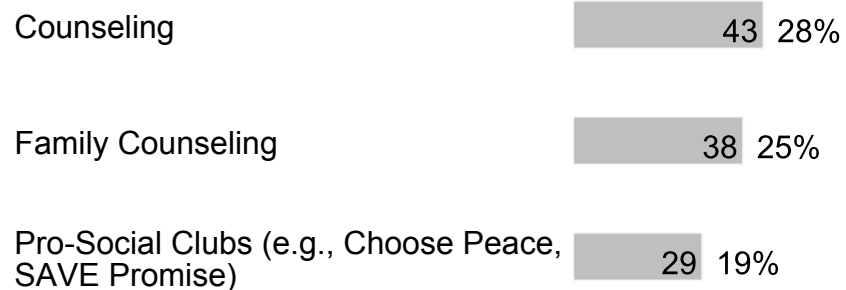 Counseling 43 28%
Family Counseling 38 25%
Pro-Social Clubs (e.g., Choose Peace,
SAVE Promise) 29 19%